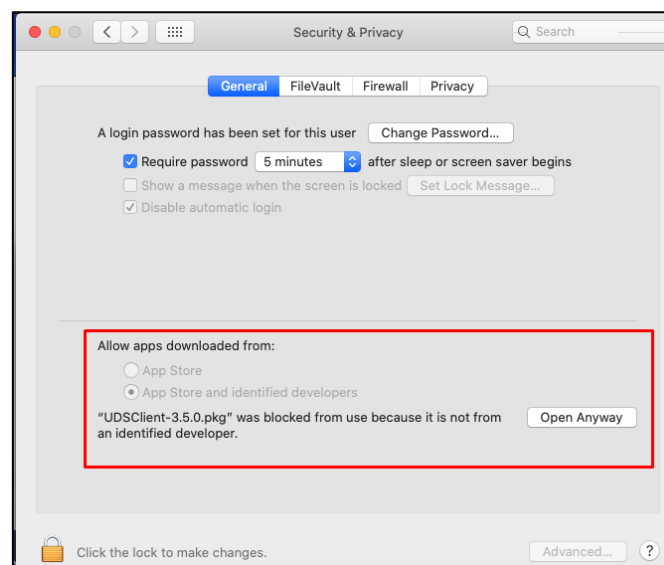 Security & Privacy
Search
General FileVault Firewall Privacy
A login password has been set for this user Change Password...
Require password 5 minutes after sleep or screen saver begins
Show a message when the screen is locked Set Lock Message...
Disable automatic login
Allow apps downloaded from:
App Store
App Store and identified developers
“UDSClient-3.5.0.pkg” was blocked from use because it is not from
an identified developer.
Open Anyway
Click the lock to make changes.
Advanced...
?